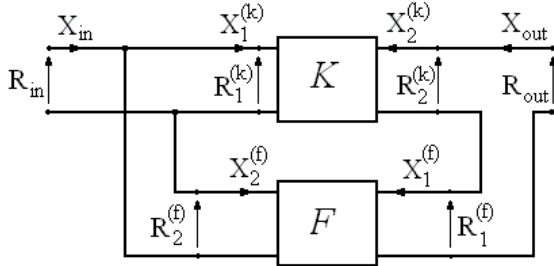 X_in X_1^(k) X_2^(k) X_out
R_in R_1^(k) K R_2^(k) R_out
X_2^(f) X_1^(f)
R_2^(f) F R_1^(f)